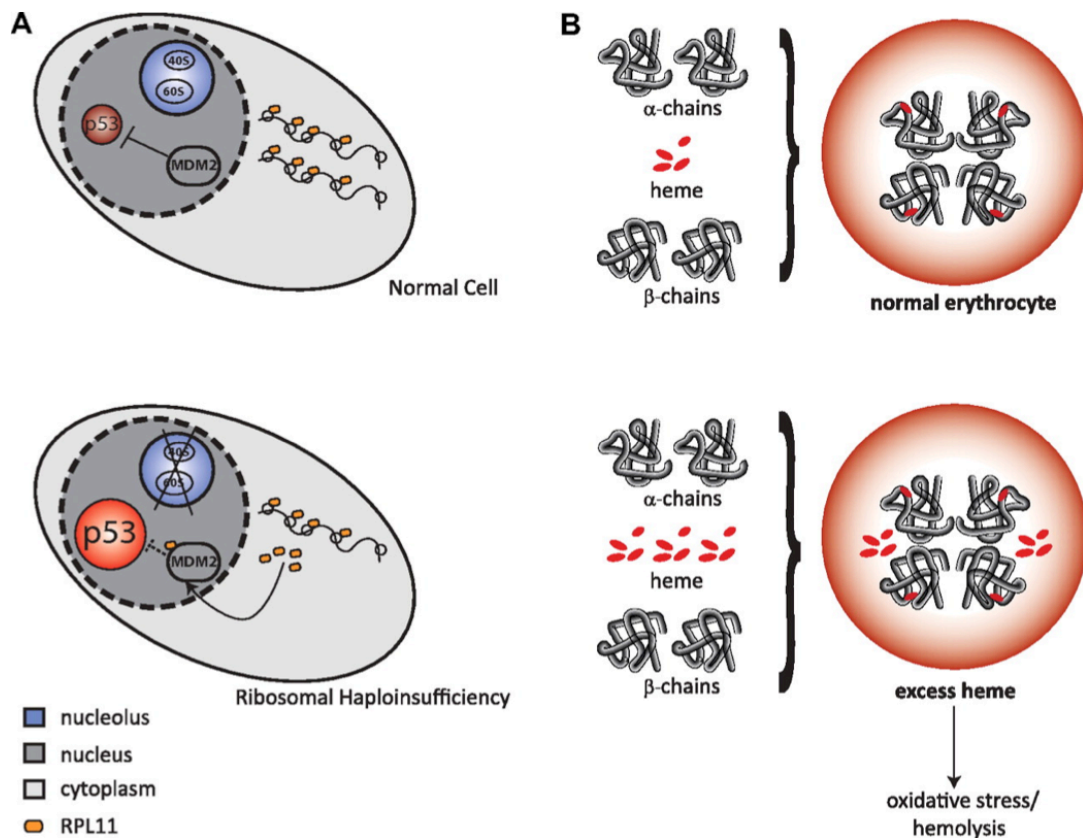 A
40S
60S
p53
MDM2
Normal Cell
40S
60S
p53
MDM2
Ribosomal Haploinsufficiency
nucleolus
nucleus
cytoplasm
RPL11
B
α-chains
heme
β-chains
normal erythrocyte
α-chains
heme
β-chains
excess heme
oxidative stress/
hemolysis